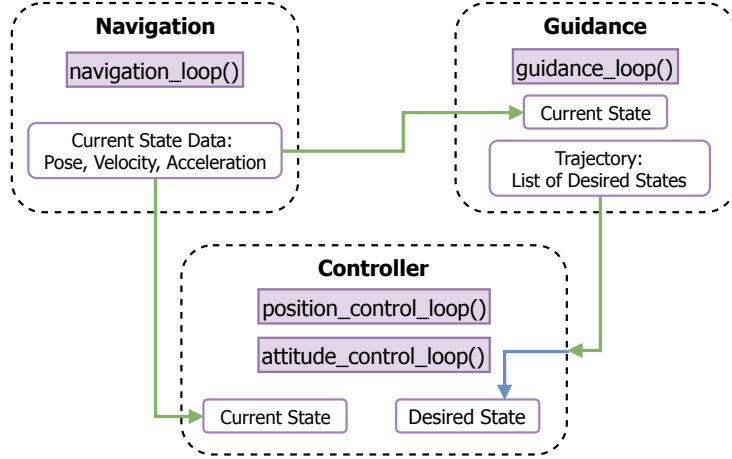 Navigation
navigation_loop()
Current State Data:
Pose, Velocity, Acceleration
Guidance
guidance_loop()
Current State
Trajectory:
List of Desired States
Controller
position_control_loop()
attitude_control_loop()
Current State
Desired State